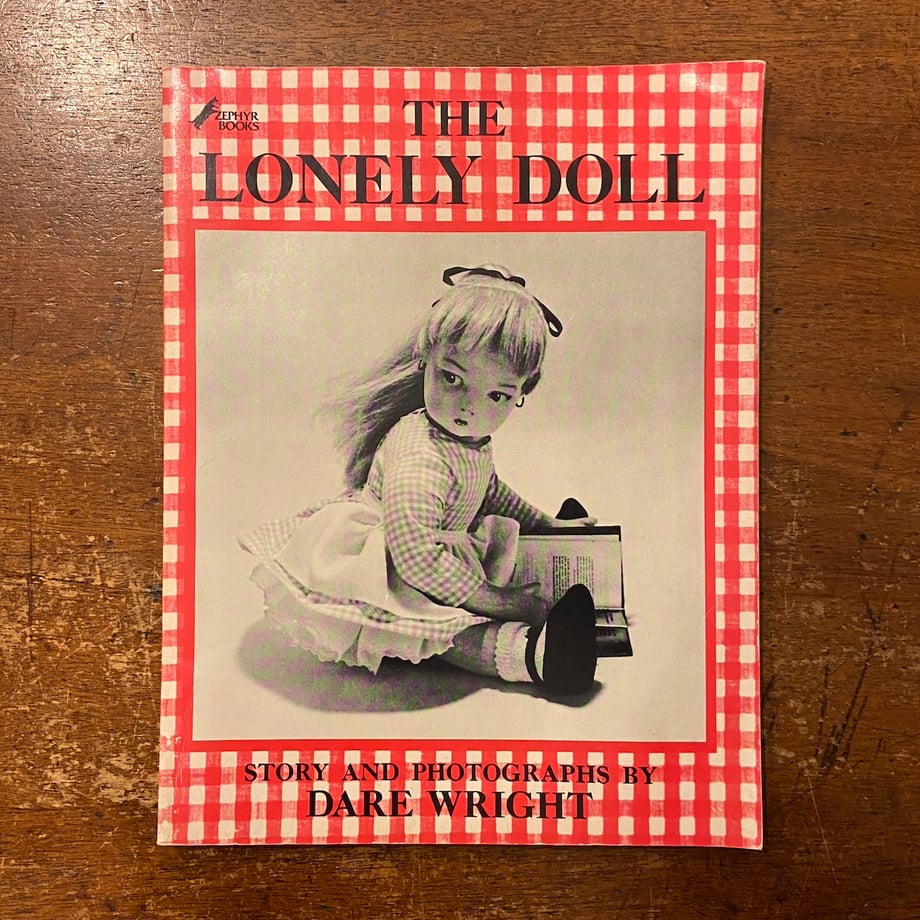 ZEPHYR
BOOKS
THE
LONELY DOLL
STORY AND PHOTOGRAPHS BY
DARE WRIGHT